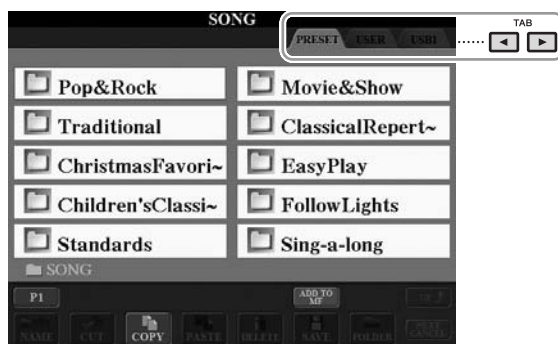 SONG
TAB
PRESET USER USB1
Pop&Rock
Movie&Show
Traditional
ClassicalRepert~
ChristmasFavori~
EasyPlay
Children'sClassi~
FollowLights
Standards
Sing-a-long
SONG
P1
ADD TO MF
UP
NAME CUT COPY PASTE DELETE SAVE FOLDER